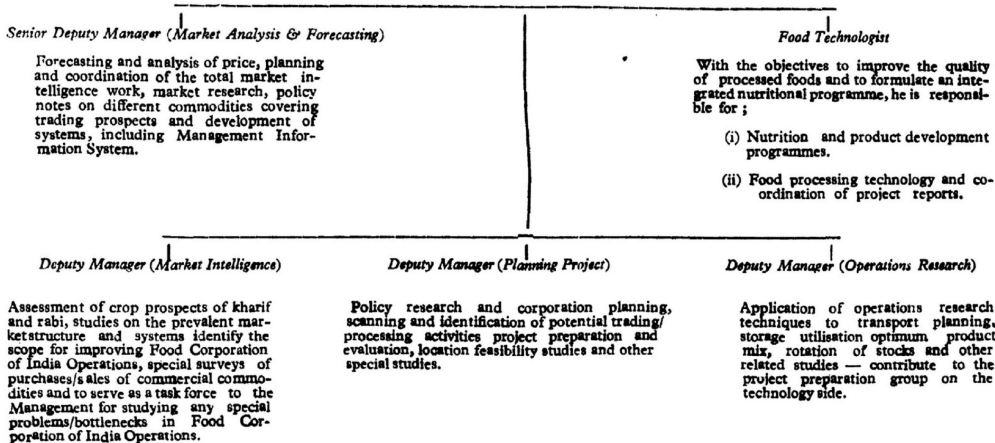 Senior Deputy Manager (Market Analysis & Forecasting)
Forecasting and analysis of price, planning
and coordination of the total market in-
telligence work, market research, policy
notes on different commodities covering
trading prospects and development of
systems, including Management Infor-
mation System.
Food Technologist
With the objectives to improve the quality
of processed foods and to formulate an inte-
grated nutritional programme, he is responsi-
ble for ;
(i) Nutrition and product development
programmes.
(ii) Food processing technology and co-
ordination of project reports.
Deputy Manager (Market Intelligence)
Assessment of crop prospects of kharif
and rabi, studies on the prevalent mar-
ket structure and systems identify the
scope for improving Food Corporation
of India Operations, special surveys of
purchases/sales of commercial commo-
dities and to serve as a task force to the
Management for studying any special
problems/bottlenecks in Food Cor-
poration of India Operations.
Deputy Manager (Planning Project)
Policy research and corporation planning,
scanning and identification of potential trading/
processing activities project preparation and
evaluation, location feasibility studies and other
special studies.
Deputy Manager (Operations Research)
Application of operations research
techniques to transport planning,
storage utilisation optimum product
mix, rotation of stocks and other
related studies — contribute to the
project preparation group on the
technology side.